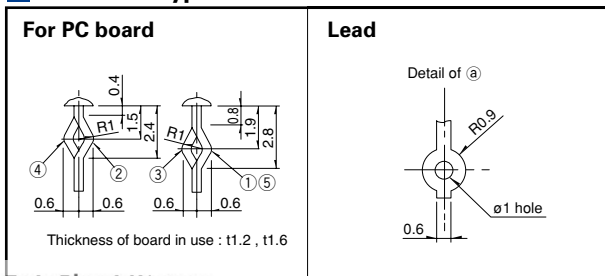 For PC board
0.4
R1
1.5
2.4
④
②
0.6
0.6
0.8
R1
1.9
2.8
③
①⑤
0.6
0.6
Thickness of board in use : t1.2 , t1.6
Lead
Detail of ⓐ
R0.9
ø1 hole
0.6